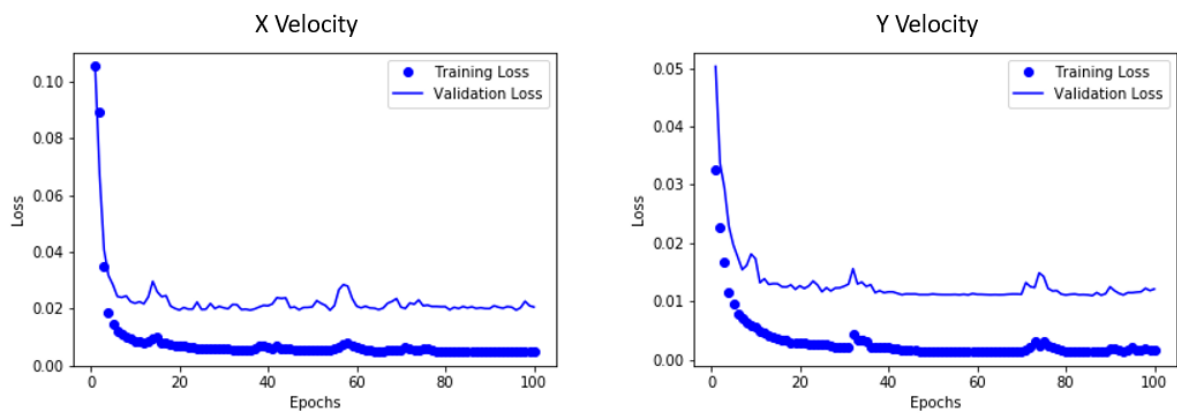 X Velocity
Training Loss
Validation Loss
0.10
0.08
0.06
0.04
0.02
0.00
Loss
0
20
40
60
80
100
Epochs
Y Velocity
Training Loss
Validation Loss
0.05
0.04
0.03
0.02
0.01
0.00
Loss
0
20
40
60
80
100
Epochs